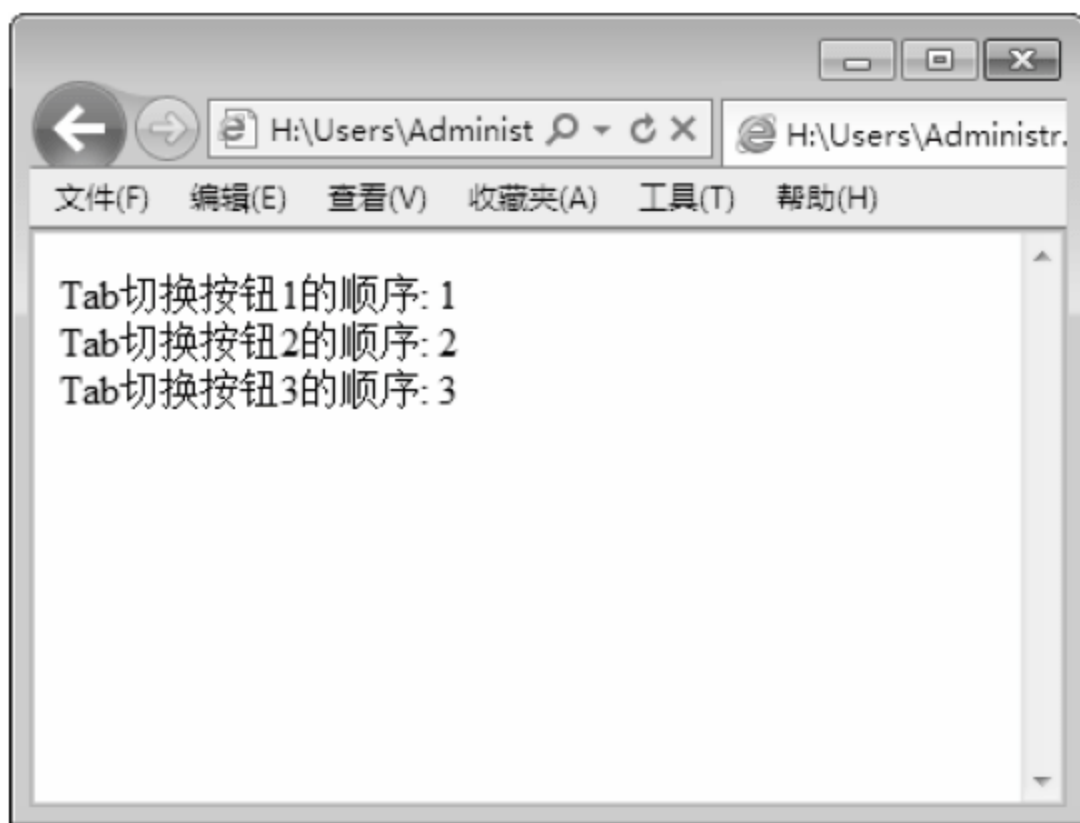 H:\Users\Administ
H:\Users\Administr.
文件(F) 编辑(E) 查看(V) 收藏夹(A) 工具(T) 帮助(H)
Tab切换按钮1的顺序: 1
Tab切换按钮2的顺序: 2
Tab切换按钮3的顺序: 3